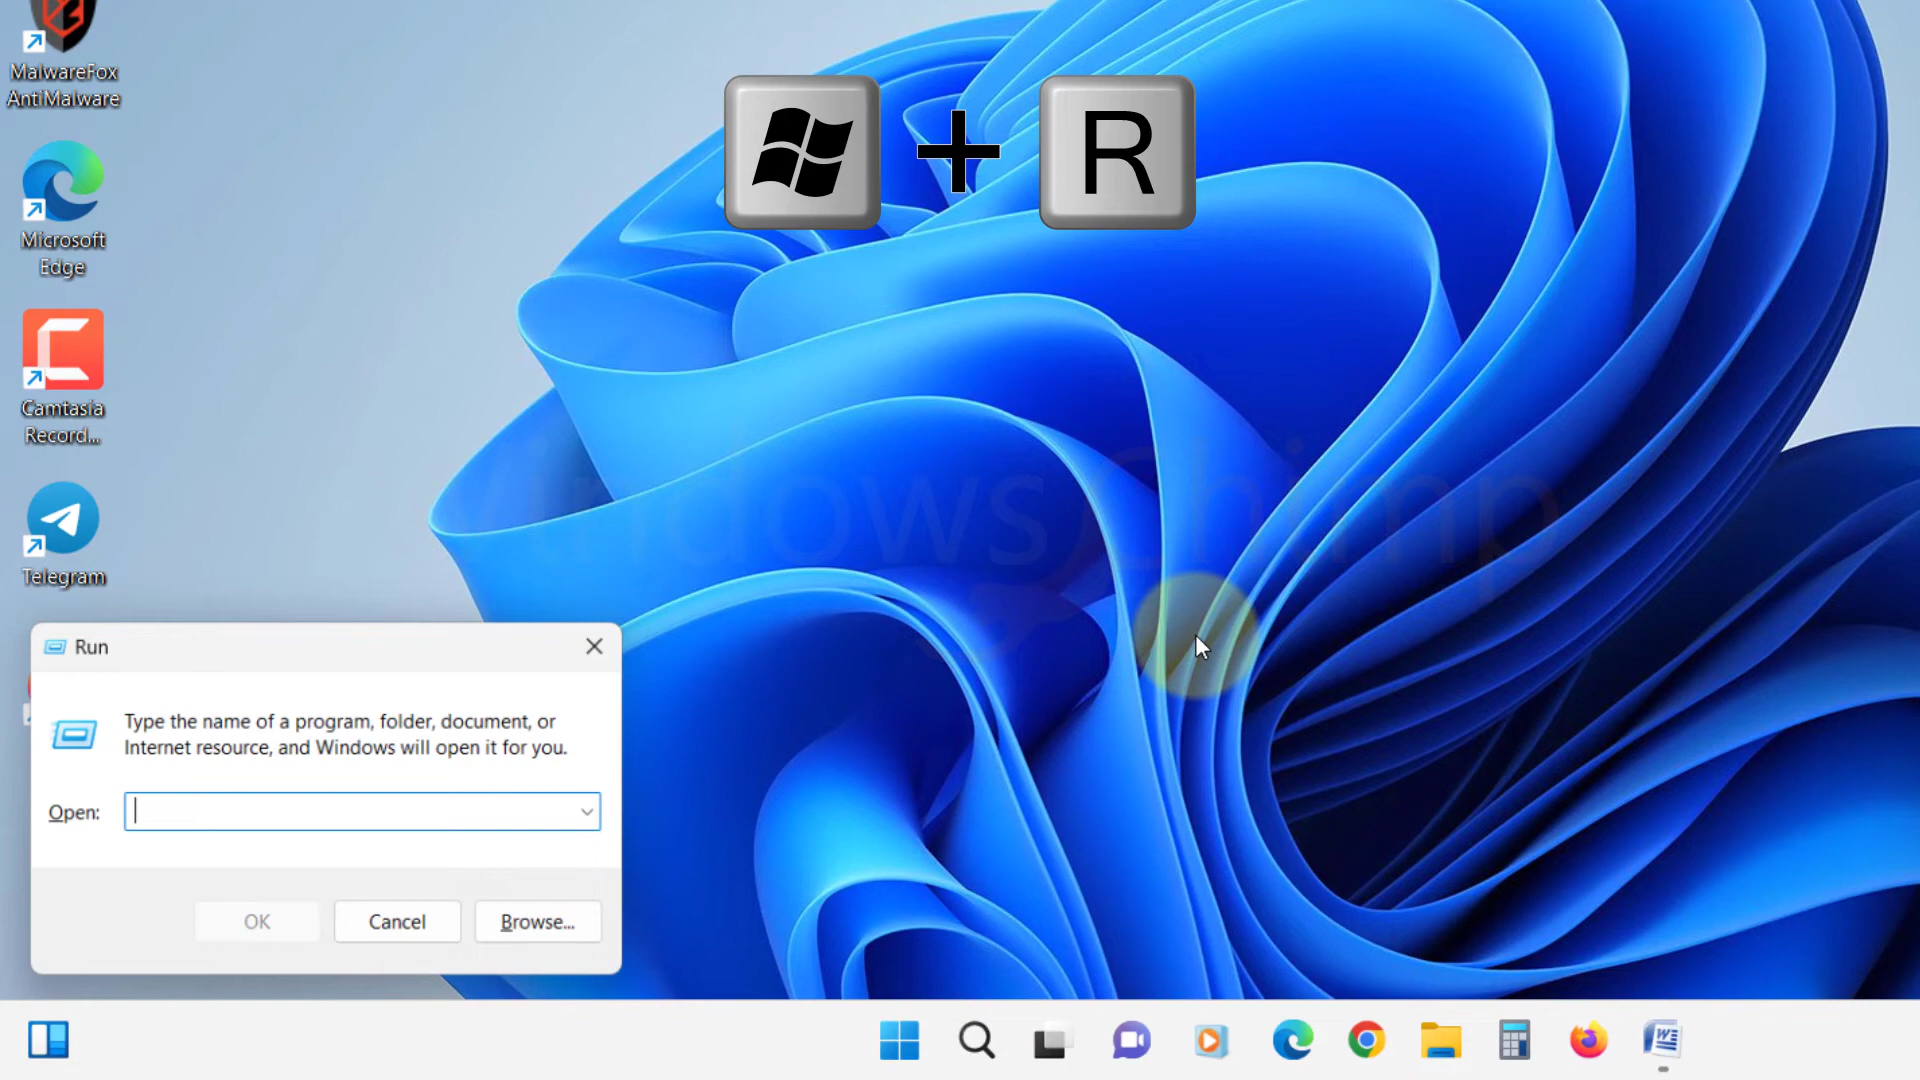 MalwareFox
AntiMalware
R
Microsoft
Edge
Camtasia
Record...
WindowsChimp
Telegram
Run
Type the name of a program, folder, document, or
Internet resource, and Windows will open it for you.
Open:
OK
Cancel
Browse...